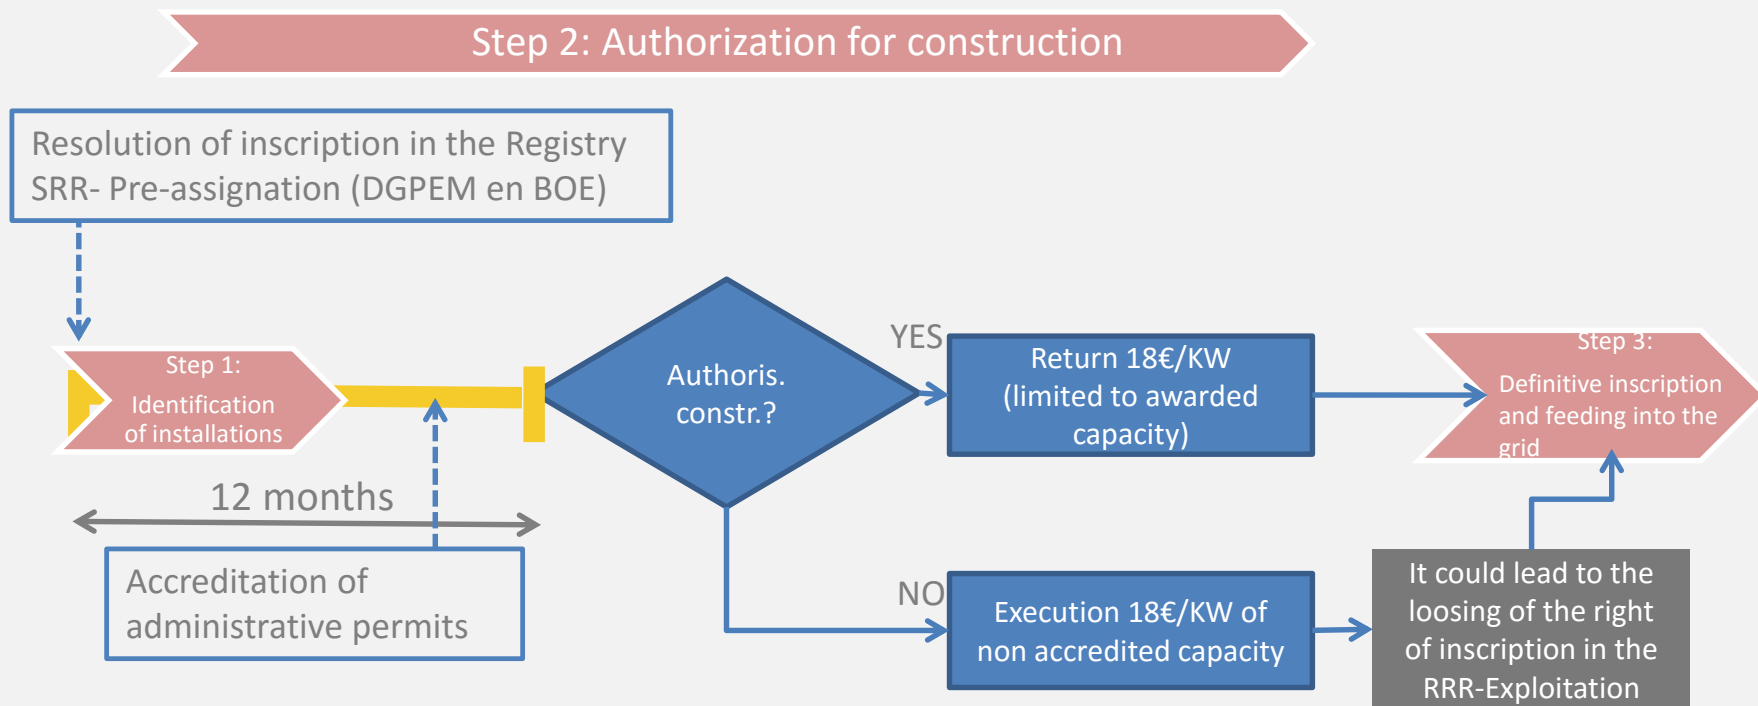 Step 2: Authorization for construction
Resolution of inscription in the Registry
SRR- Pre-assignation (DGPEM en BOE)
Step 1:
Identification
of installations
12 months
Accreditation of
administrative permits
Authoris.
constr.?
YES
Return 18€/KW
(limited to awarded
capacity)
Step 3:
Definitive inscription
and feeding into the
grid
NO
Execution 18€/KW of
non accredited capacity
It could lead to the
loosing of the right
of inscription in the
RRR-Exploitation